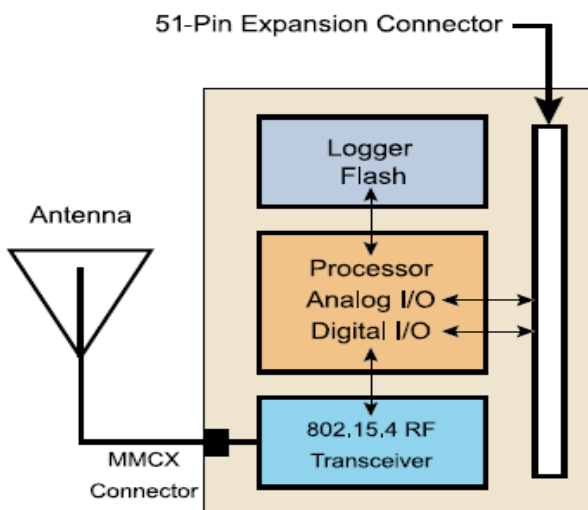 51-Pin Expansion Connector
Logger
Flash
Antenna
Processor
Analog I/O
Digital I/O
802,15,4 RF
Transceiver
MMCX
Connector